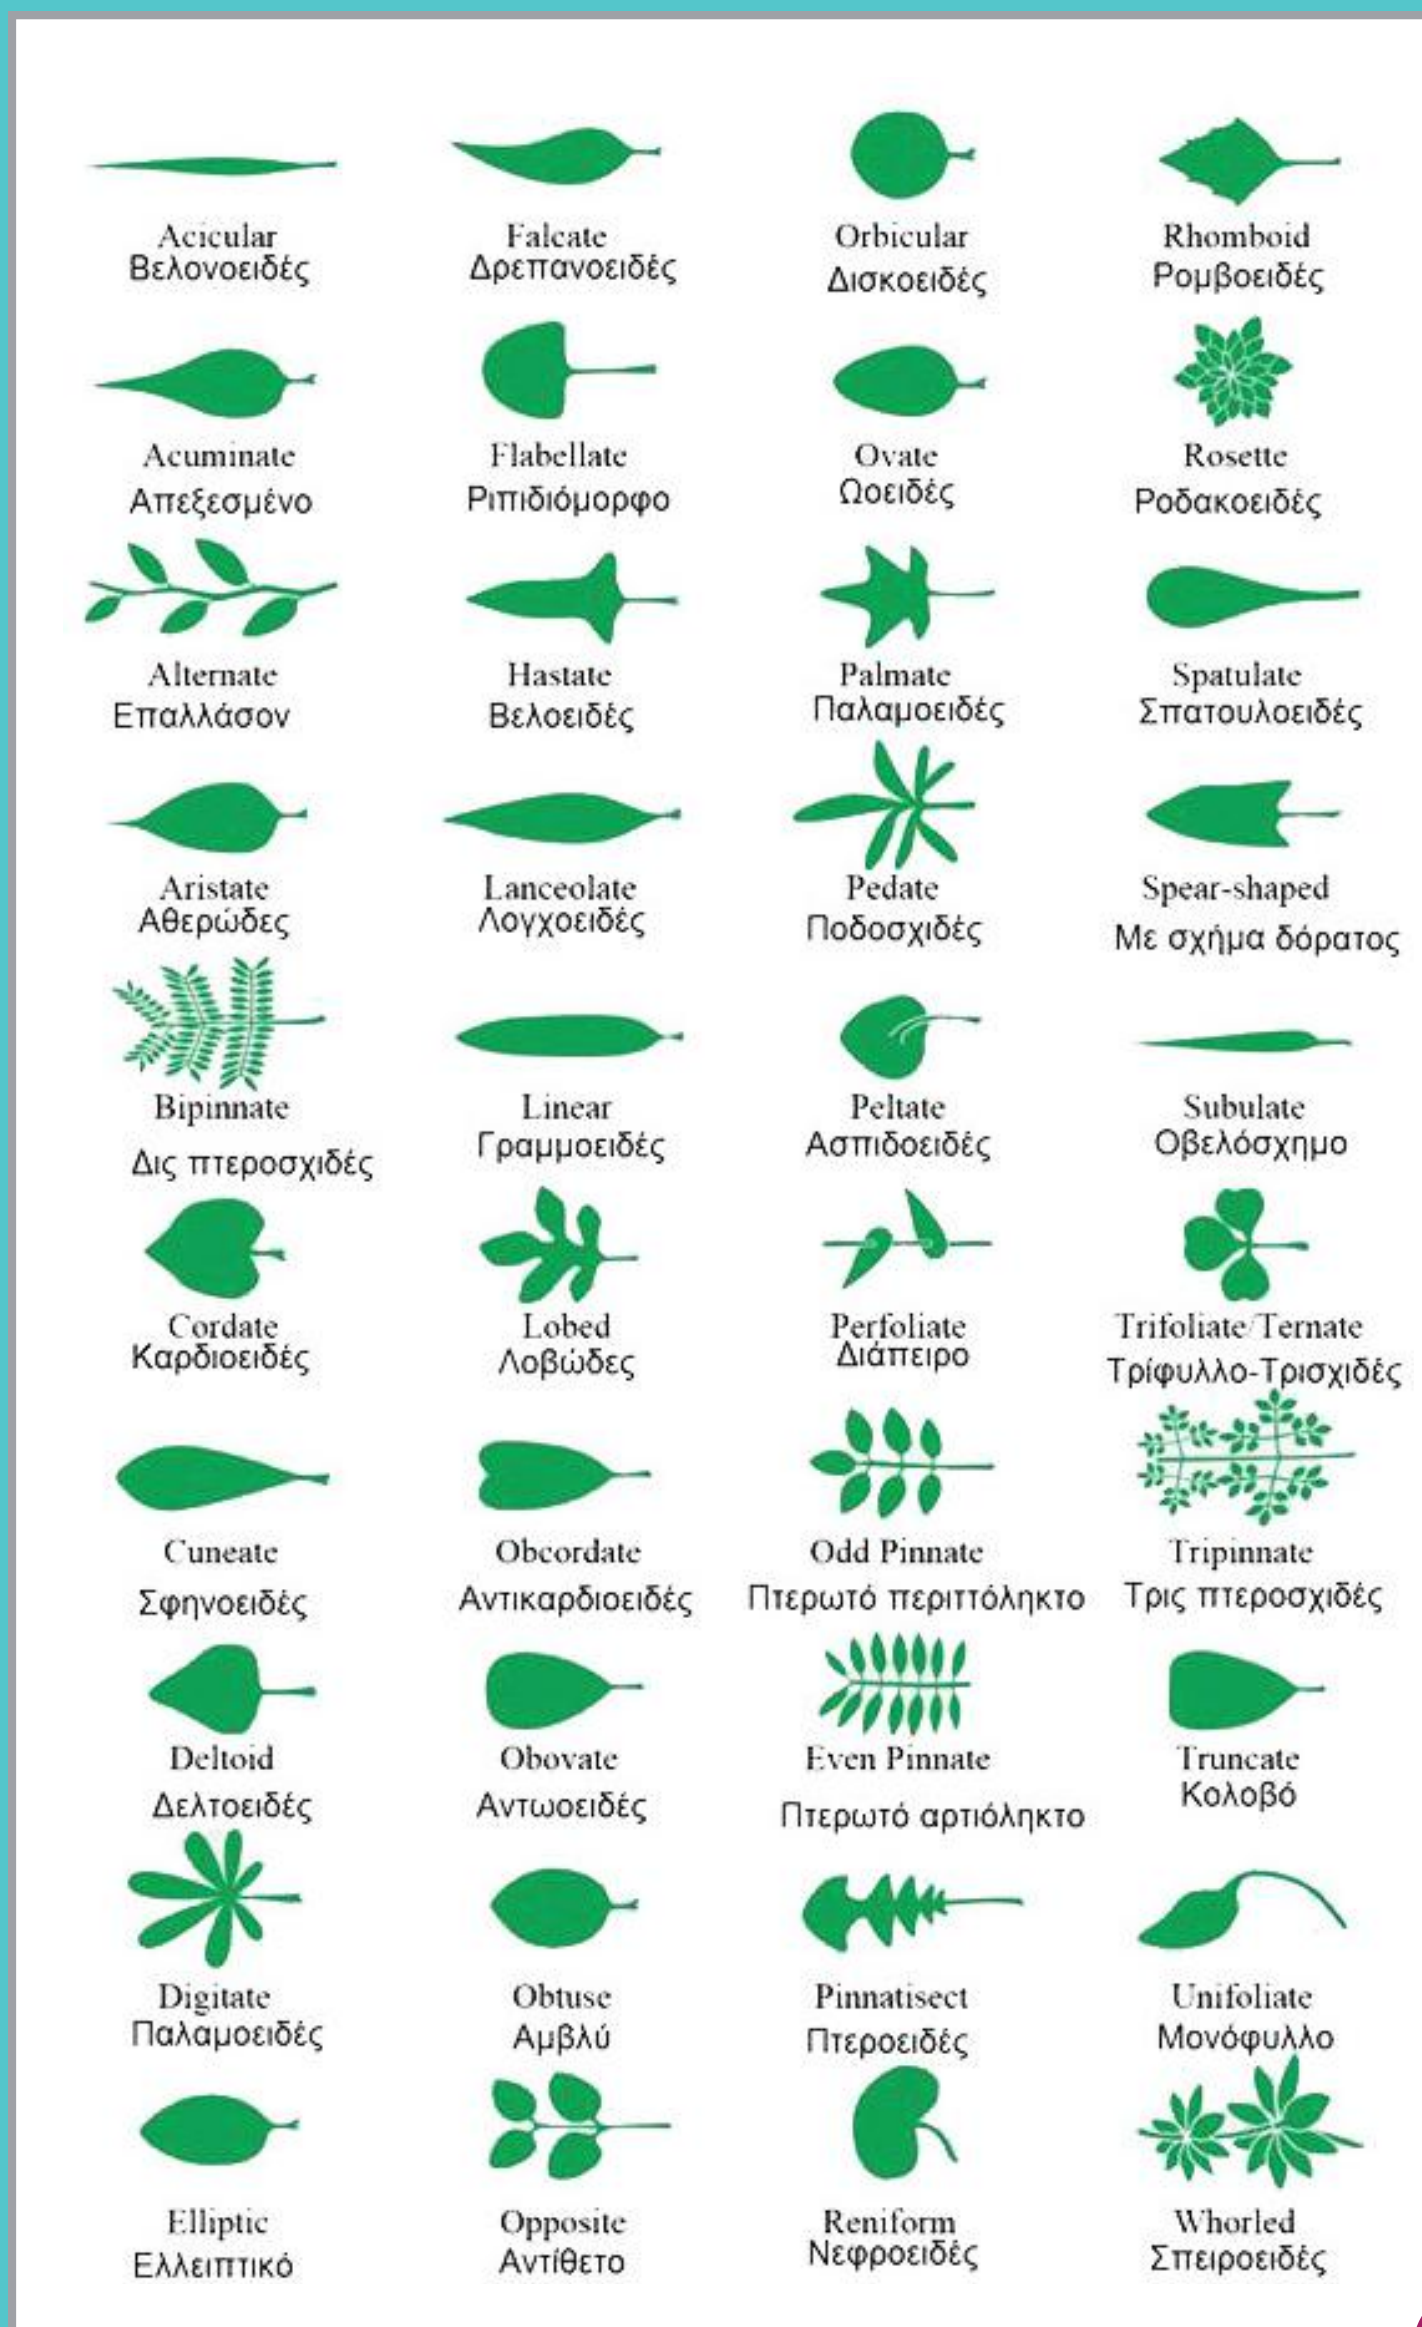 Acicular
Βελονοειδές
Falcate
Δρεπανοειδές
Orbicular
Δισκοειδές
Rhomboid
Ρομβοειδές
Acuminate
Απεξεσμένο
Flabellate
Ριπιδιόμορφο
Ovate
Ωοειδές
Rosette
Ροδακοειδές
Alternate
Επαλλάσον
Hastate
Βελοειδές
Palmate
Παλαμοειδές
Spatulate
Σπατουλοειδές
Aristate
Αθερώδες
Lanceolate
Λογχοειδές
Pedate
Ποδοσχιδές
Spear-shaped
Με σχήμα δόρατος
Bipinnate
Δις πτεροσχιδές
Linear
Γραμμοειδές
Peltate
Ασπιδοειδές
Subulate
Οβελόσχημο
Cordate
Καρδιοειδές
Lobed
Λοβώδες
Perfoliate
Διάπειρο
Trifoliate/Ternate
Τρίφυλλο-Τρισχιδές
Cuneate
Σφηνοειδές
Obcordate
Αντικαρδιοειδές
Odd Pinnate
Πτερωτό περιττόληκτο
Tripinnate
Τρις πτεροσχιδές
Deltoid
Δελτοειδές
Obovate
Αντωοειδές
Even Pinnate
Πτερωτό αρτιόληκτο
Truncate
Κολοβό
Digitate
Παλαμοειδές
Obtuse
Αμβλύ
Pinnatisect
Πτεροειδές
Unifoliate
Μονόφυλλο
Elliptic
Ελλειπτικό
Opposite
Αντίθετο
Reniform
Νεφροειδές
Whorled
Σπειροειδές